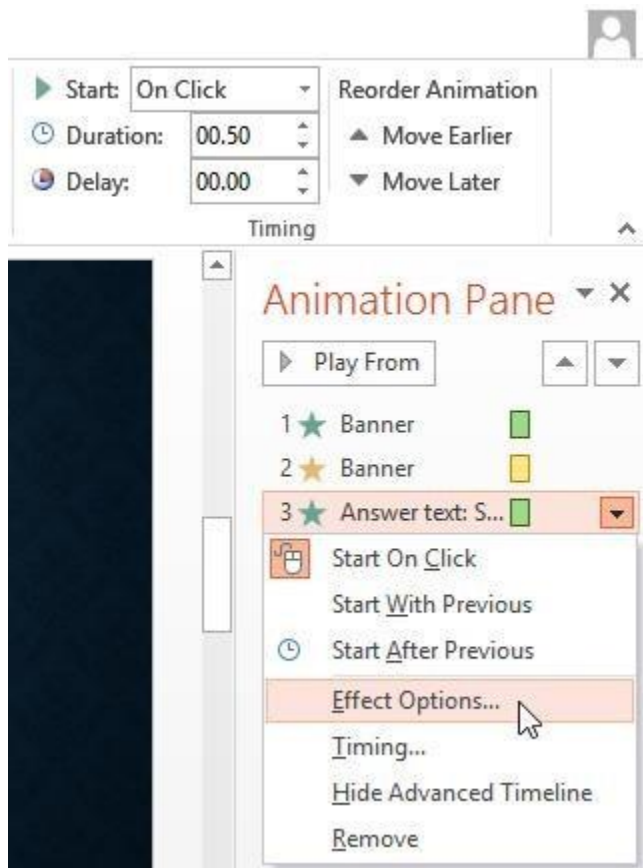 Start: On Click Reorder Animation
Duration: 00.50 Move Earlier
Delay: 00.00 Move Later
Timing
Animation Pane
Play From
1 Banner
2 Banner
3 Answer text: S...
Start On Click
Start With Previous
Start After Previous
Effect Options...
Timing...
Hide Advanced Timeline
Remove